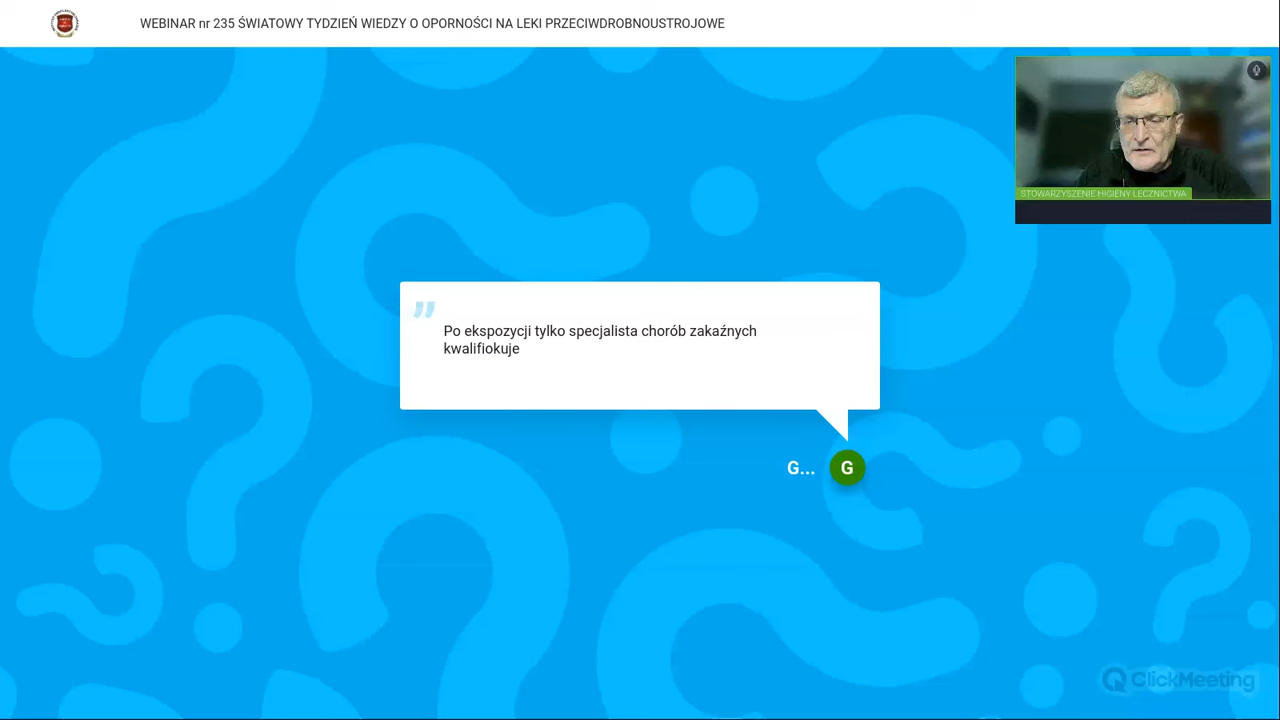 WEBINAR nr 235 ŚWIATOWY TYDZIEŃ WIEDZY O OPORNOŚCI NA LEKI PRZECIWDROBNOUSTROJOWE
STOWARZYSZENIE HIGIENY LECZNICTWA
Po ekspozycji tylko specjalista chorób zakaźnych
kwalifiokuje
G... G
ClickMeeting